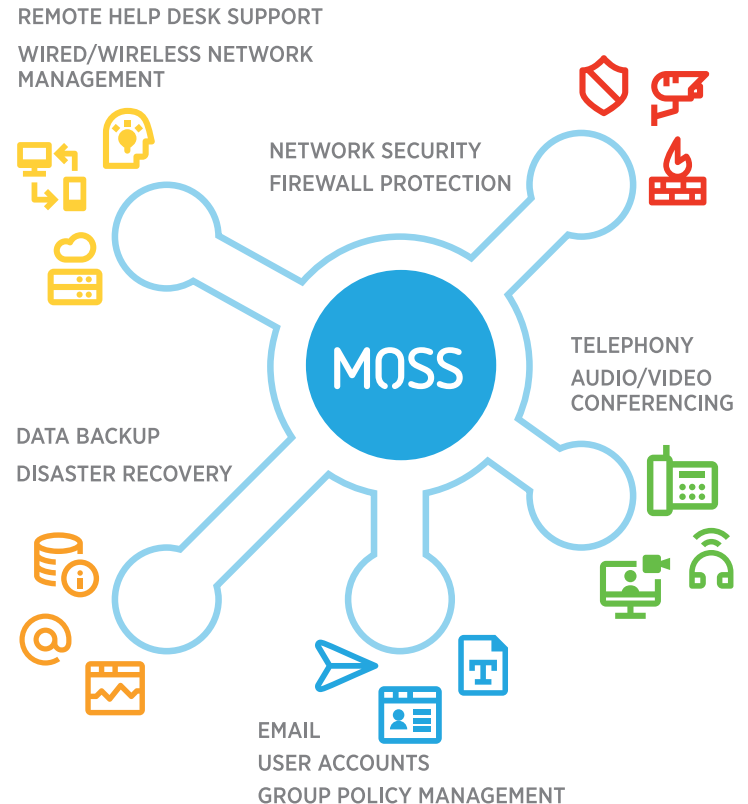 REMOTE HELP DESK SUPPORT
WIRED/WIRELESS NETWORK
MANAGEMENT
NETWORK SECURITY
FIREWALL PROTECTION
MOSS
TELEPHONY
AUDIO/VIDEO
CONFERENCING
DATA BACKUP
DISASTER RECOVERY
EMAIL
USER ACCOUNTS
GROUP POLICY MANAGEMENT